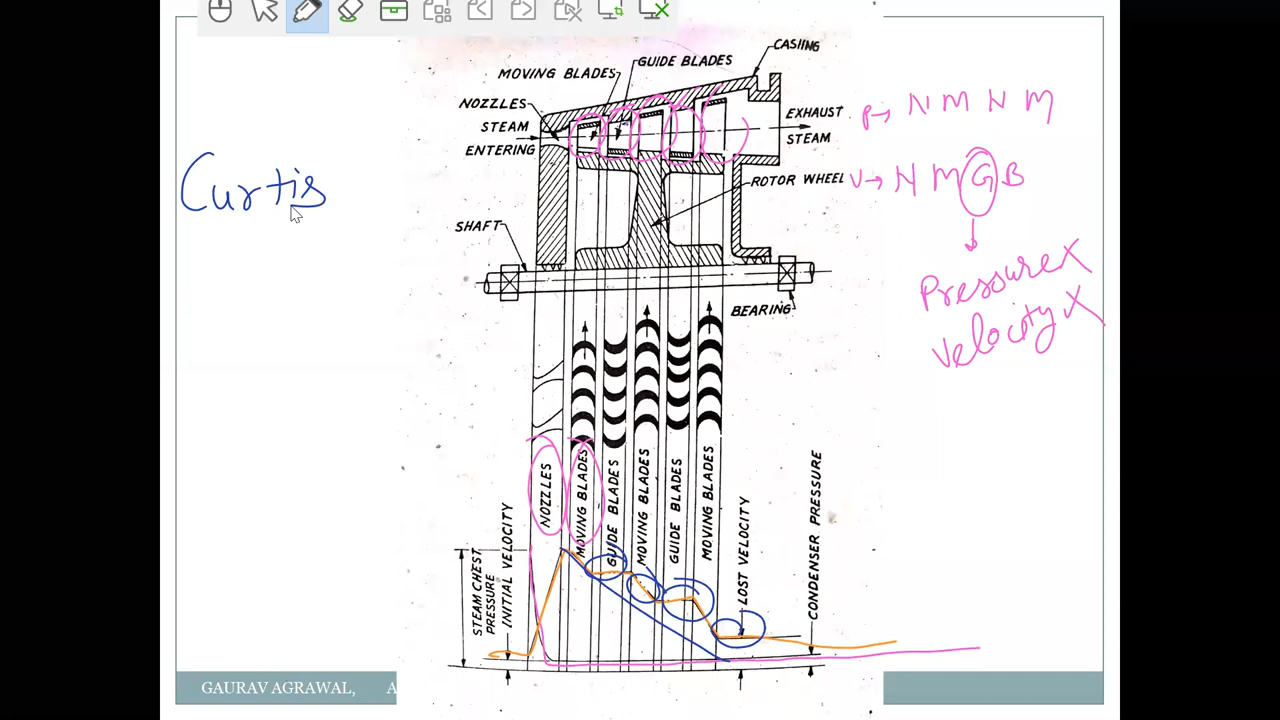 CASIING
GUIDE BLADES
MOVING BLADES
NOZZLES
STEAM
ENTERING
EXHAUST
STEAM
P→ N M N M
Curtis
ROTOR WHEEL
V→ N M G B
SHAFT
Pressure X
Velocity X
BEARING
NOZZLES
MOVING BLADES
GUIDE BLADES
MOVING BLADES
GUIDE BLADES
MOVING BLADES
STEAM CHEST
PRESSURE
INITIAL VELOCITY
LOST VELOCITY
CONDENSER PRESSURE
GAURAV AGRAWAL, A